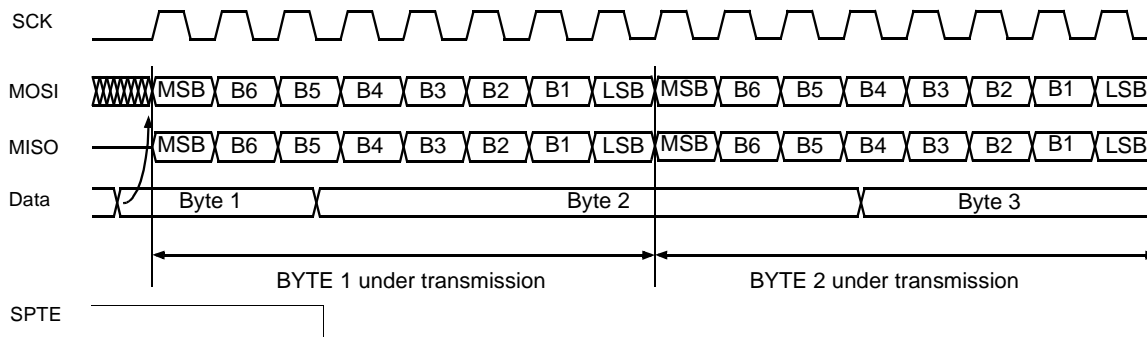 SCK
MOSI MSB B6 B5 B4 B3 B2 B1 LSB MSB B6 B5 B4 B3 B2 B1 LSB
MISO MSB B6 B5 B4 B3 B2 B1 LSB MSB B6 B5 B4 B3 B2 B1 LSB
Data Byte 1 Byte 2 Byte 3
BYTE 1 under transmission BYTE 2 under transmission
SPTE